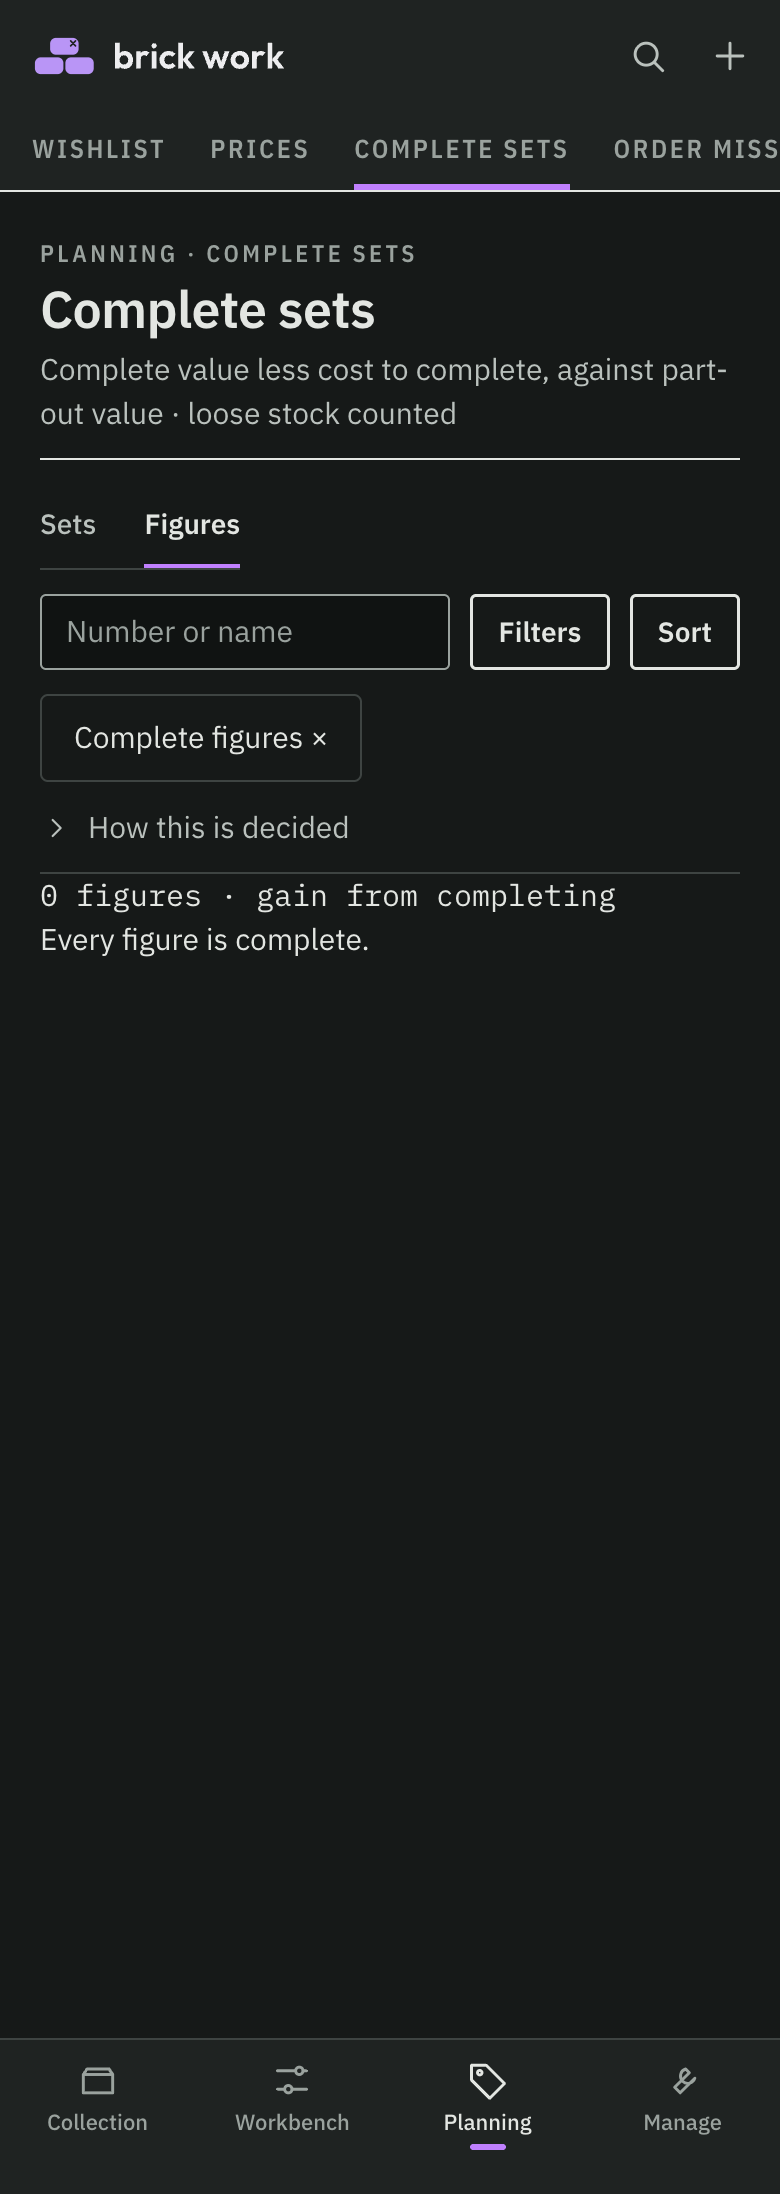 brick work
WISHLIST PRICES COMPLETE SETS ORDER MISS
PLANNING · COMPLETE SETS
Complete sets
Complete value less cost to complete, against part-
out value · loose stock counted
Sets Figures
Number or name Filters Sort
Complete figures ×
How this is decided
0 figures · gain from completing
Every figure is complete.
Collection Workbench Planning Manage